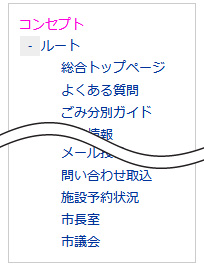 コンセプト
- ルート
総合トップページ
よくある質問
ごみ分別ガイド
情報
メール
問い合わせ取込
施設予約状況
市長室
市議会